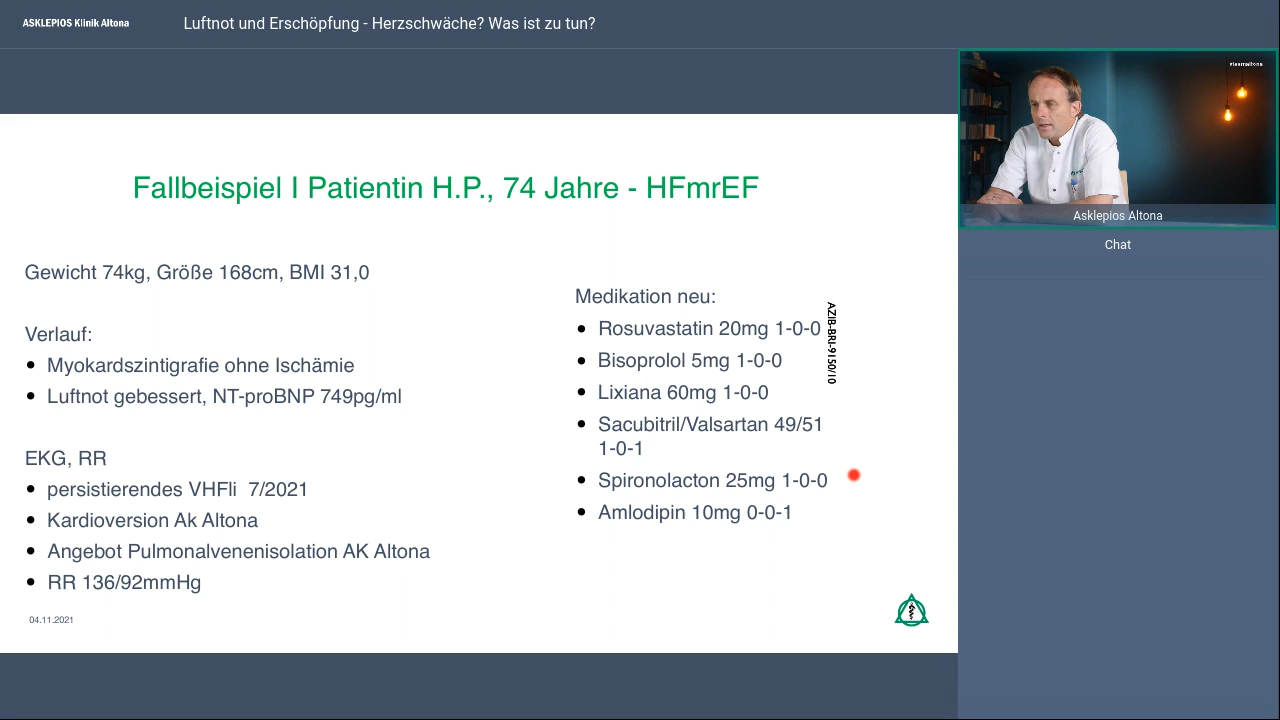 ASKLEPIOS Klinik Altona
Luftnot und Erschöpfung - Herzschwäche? Was ist zu tun?
#teamaltona
Asklepios Altona
Chat
Fallbeispiel I Patientin H.P., 74 Jahre - HFmrEF
Gewicht 74kg, Größe 168cm, BMI 31,0
Verlauf:
Myokardszintigrafie ohne Ischämie
Luftnot gebessert, NT-proBNP 749pg/ml
EKG, RR
persistierendes VHFli 7/2021
Kardioversion Ak Altona
Angebot Pulmonalvenenisolation AK Altona
RR 136/92mmHg
04.11.2021
Medikation neu:
Rosuvastatin 20mg 1-0-0
Bisoprolol 5mg 1-0-0
Lixiana 60mg 1-0-0
Sacubitril/Valsartan 49/51
1-0-1
Spironolacton 25mg 1-0-0
Amlodipin 10mg 0-0-1
AZIB-BRI-9150/10